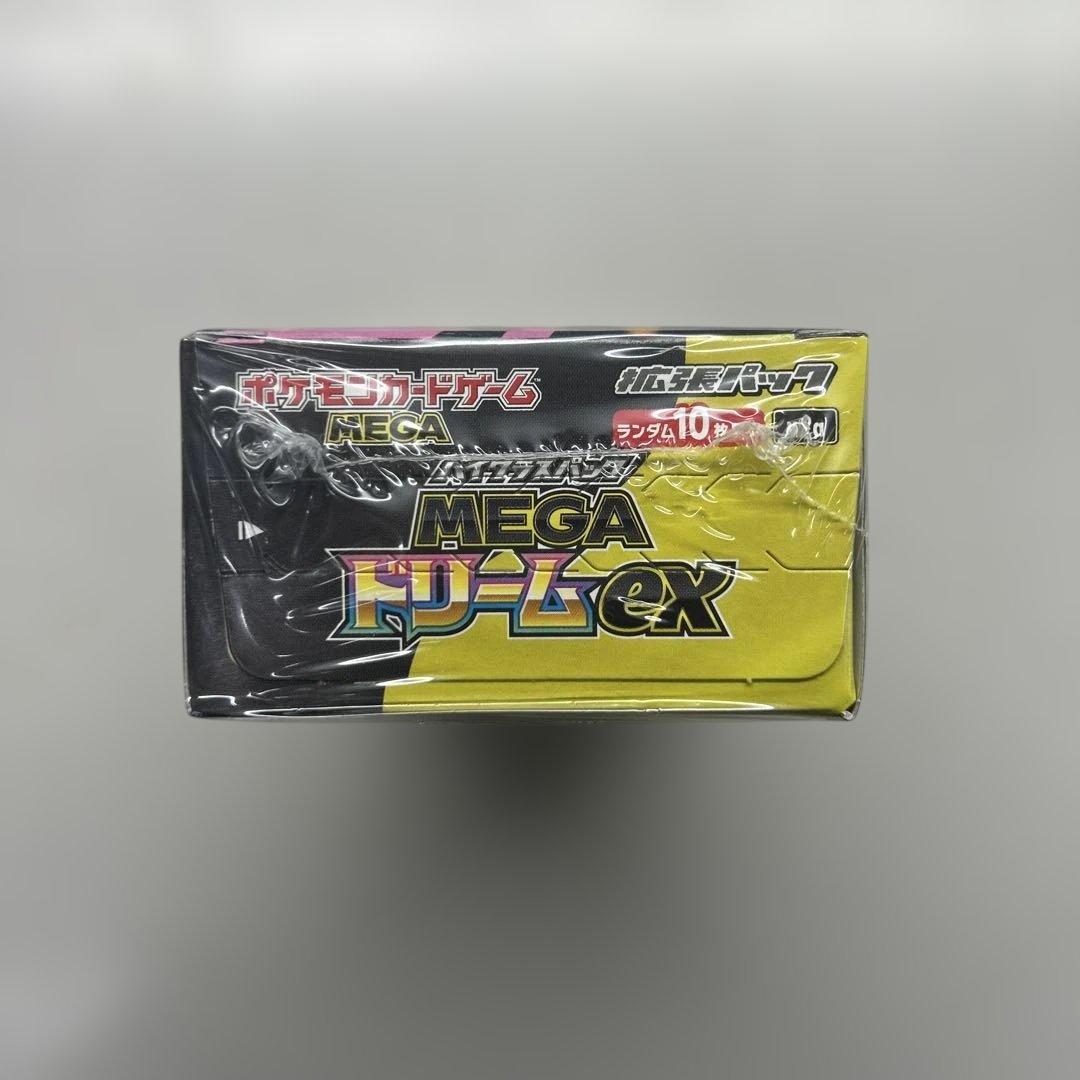 ポケモンカードゲーム
MEGA
拡張パック
ランダム10枚
ハイクラスパック
MEGA
ドリームex